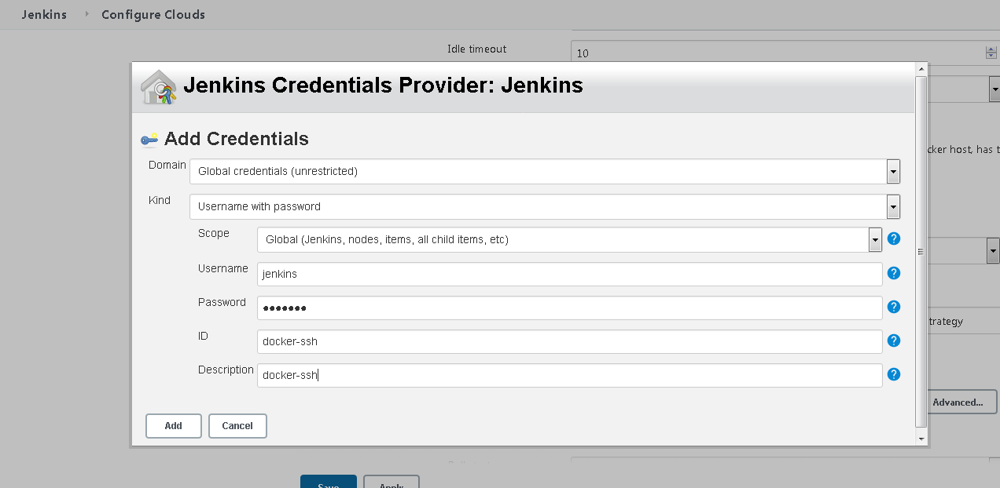 Jenkins Configure Clouds
Idle timeout 10
Jenkins Credentials Provider: Jenkins
Add Credentials
Domain Global credentials (unrestricted)
Kind Username with password
cker host, has t
Scope Global (Jenkins, nodes, items, all child items, etc)
Username jenkins
Password •••••••
trategy
ID docker-ssh
Description docker-ssh
Advanced...
Add Cancel
Save Apply